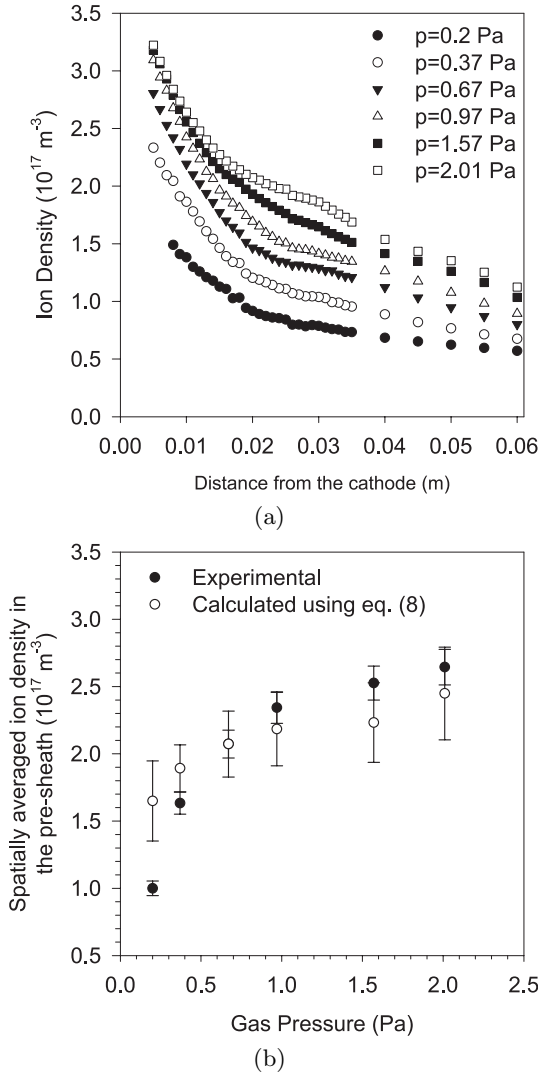 3.5
3.0
2.5
2.0
1.5
1.0
0.5
0.0
Ion Density (10¹⁷ m⁻³)
p=0.2 Pa
p=0.37 Pa
p=0.67 Pa
p=0.97 Pa
p=1.57 Pa
p=2.01 Pa
0.00 0.01 0.02 0.03 0.04 0.05 0.06
Distance from the cathode (m)
(a)
3.5
3.0
2.5
2.0
1.5
1.0
0.5
Spatially averaged ion density in
the pre-sheath (10¹⁷ m⁻³)
Experimental
Calculated using eq. (8)
0.0 0.5 1.0 1.5 2.0 2.5
Gas Pressure (Pa)
(b)